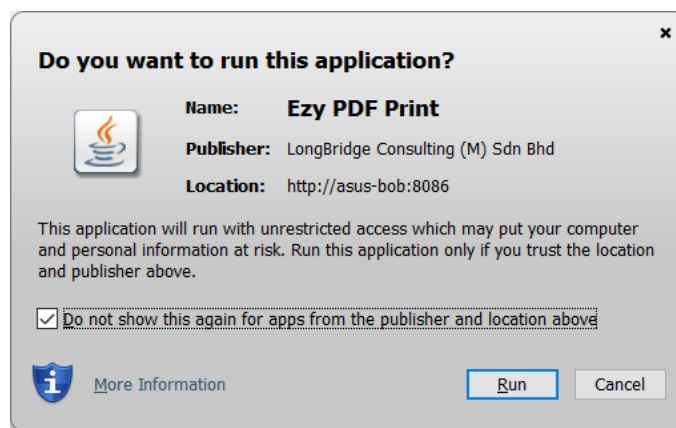 Do you want to run this application?
Name: Ezy PDF Print
Publisher: LongBridge Consulting (M) Sdn Bhd
Location: http://asus-bob:8086
This application will run with unrestricted access which may put your computer
and personal information at risk. Run this application only if you trust the location
and publisher above.
Do not show this again for apps from the publisher and location above
More Information
Run
Cancel